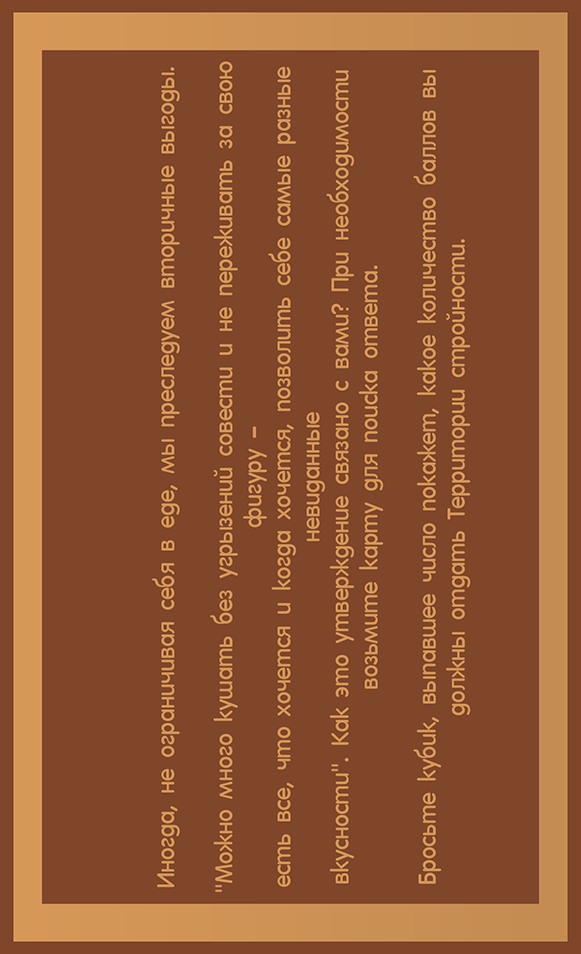 Иногда, не ограничивая себя в еде, мы преследуем вторичные выгоды.
"Можно много кушать без угрызений совести и не переживать за свою
фигуру –
есть все, что хочется и когда хочется, позволить себе самые разные
невиданные
вкусности". Как это утверждение связано с вами? При необходимости
возьмите карту для поиска ответа.
Бросьте кубик, выпавшее число покажет, какое количество баллов вы
должны отдать Территории стройности.